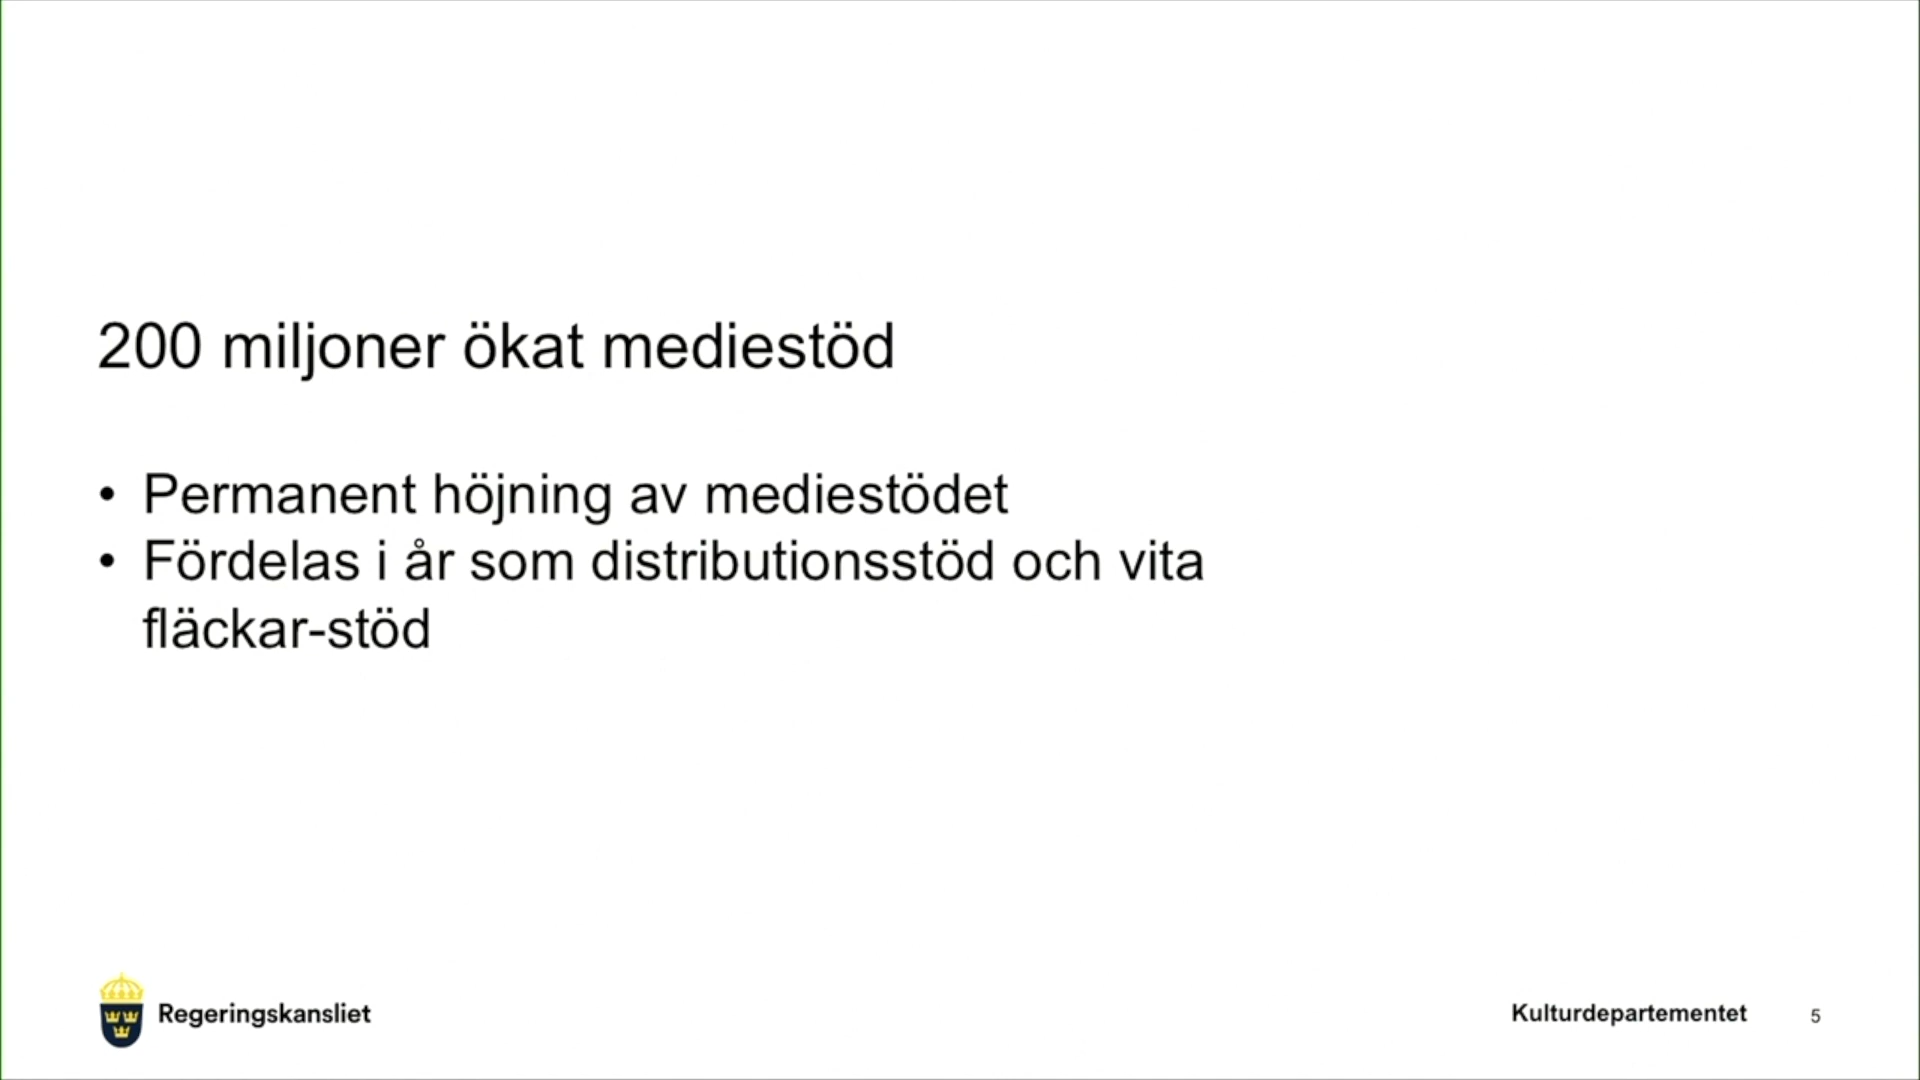 200 miljoner ökat mediestöd
• Permanent höjning av mediestödet
• Fördelas i år som distributionsstöd och vita
fläckar-stöd
Regeringskansliet
Kulturdepartementet 5